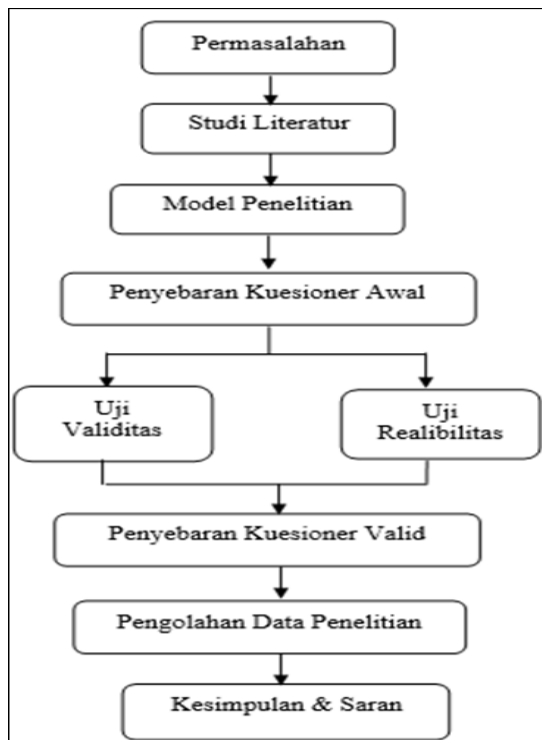 Permasalahan
Studi Literatur
Model Penelitian
Penyebaran Kuesioner Awal
Uji
Validitas
Uji
Realibilitas
Penyebaran Kuesioner Valid
Pengolahan Data Penelitian
Kesimpulan & Saran